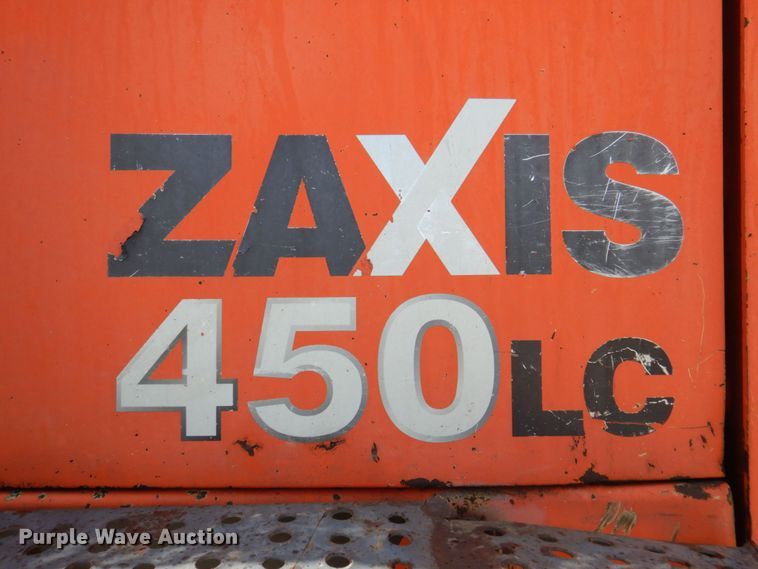 ZAXIS
450LC
Purple Wave Auction